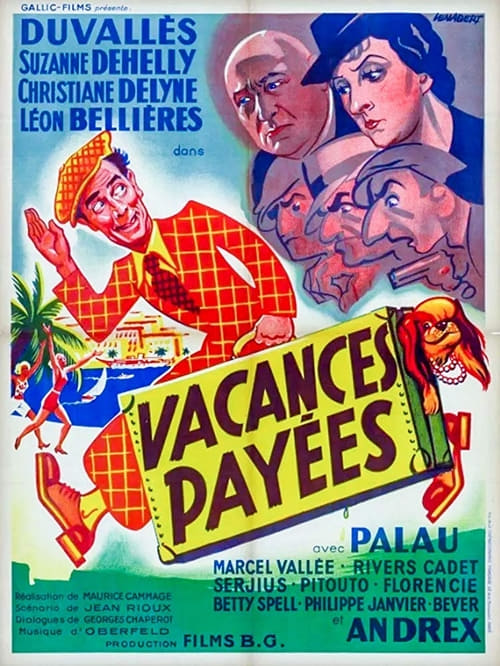 GALLIC-FILMS présente:
DUVALLÈS
SUZANNE DEHELLY
CHRISTIANE DELYNE
LÉON BELLIÈRES
dans
VACANCES
PAYÉES
avec PALAU
MARCEL VALLÉE · RIVERS CADET
SERJIUS · PITOUTO · FLORENCIE
BETTY SPELL · PHILIPPE JANVIER · BEVER
et ANDREX
Réalisation de MAURICE CAMMAGE
Scénario de JEAN RIOUX
Dialogues de GEORGES CHAPEROT
Musique d'OBERFELD
PRODUCTION FILMS B.G.